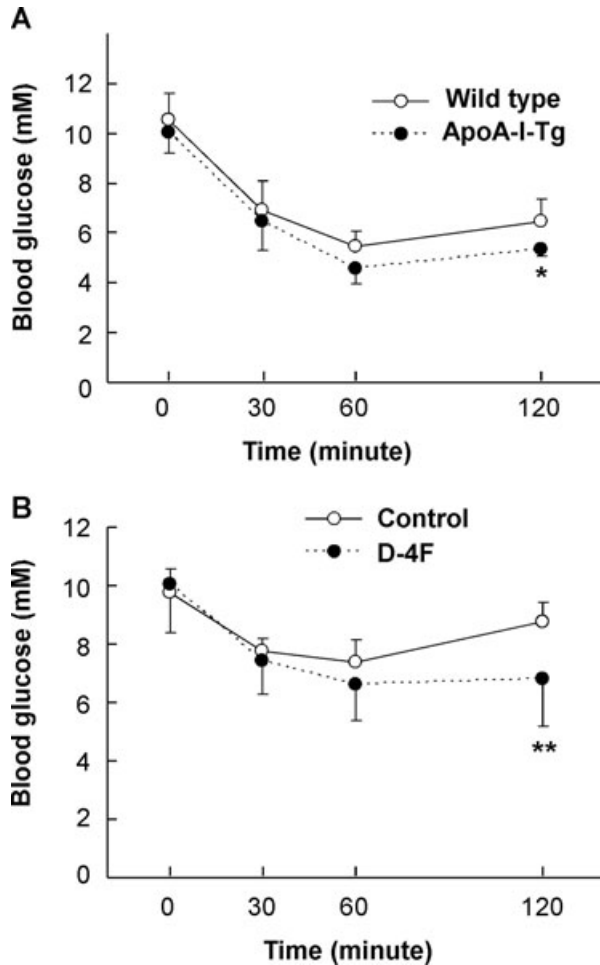 A
Blood glucose (mM)
12
10
8
6
4
2
0
Wild type
ApoA-I-Tg
*
0 30 60 120
Time (minute)
B
Blood glucose (mM)
12
10
8
6
4
2
0
Control
D-4F
**
0 30 60 120
Time (minute)